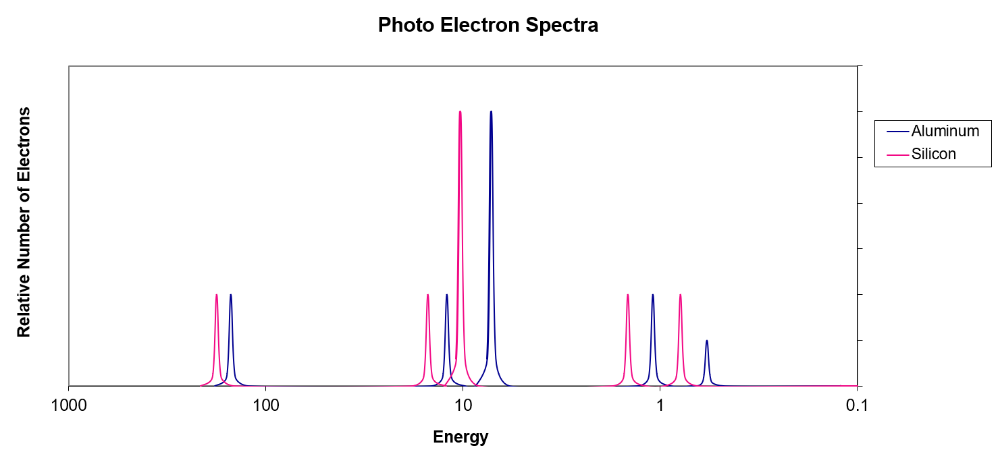 Photo Electron Spectra
Relative Number of Electrons
Aluminum
Silicon
1000 100 10 1 0.1
Energy